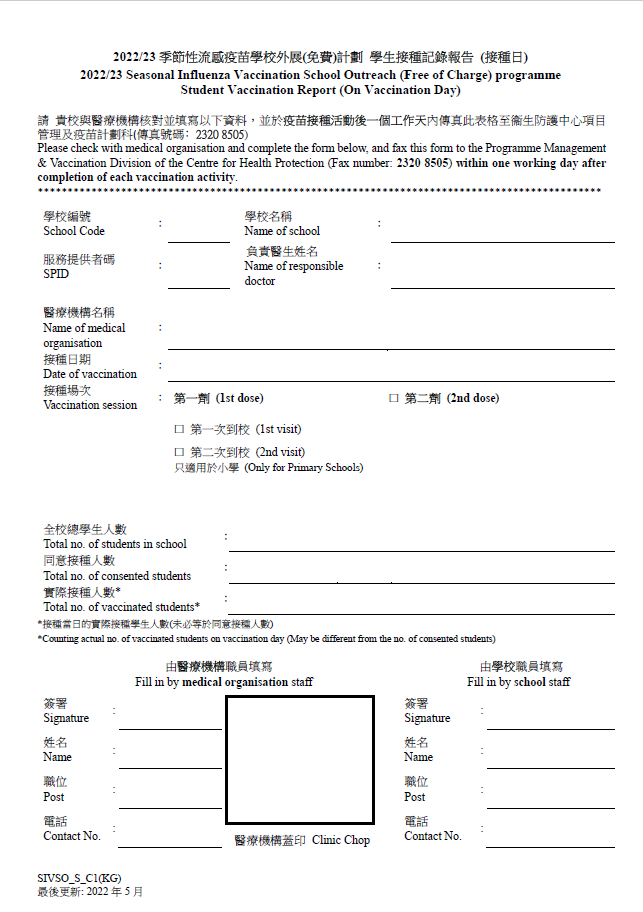 2022/23 季節性流感疫苗學校外展(免費)計劃 學生接種記錄報告 (接種日)
2022/23 Seasonal Influenza Vaccination School Outreach (Free of Charge) programme
Student Vaccination Report (On Vaccination Day)
請 貴校與醫療機構核對並填寫以下資料，並於疫苗接種活動後一個工作天內傳真此表格至衞生防護中心項目
管理及疫苗計劃科(傳真號碼: 2320 8505)
Please check with medical organisation and complete the form below, and fax this form to the Programme Management
& Vaccination Division of the Centre for Health Protection (Fax number: 2320 8505) within one working day after
completion of each vaccination activity.
學校編號
School Code :
學校名稱
Name of school :
服務提供者碼
SPID :
負責醫生姓名
Name of responsible :
doctor
醫療機構名稱
Name of medical :
organisation
接種日期
Date of vaccination :
接種場次
Vaccination session : 第一劑 (1st dose) □ 第二劑 (2nd dose)
□ 第一次到校 (1st visit)
□ 第二次到校 (2nd visit)
只適用於小學 (Only for Primary Schools)
全校總學生人數
Total no. of students in school :
同意接種人數
Total no. of consented students :
實際接種人數*
Total no. of vaccinated students* :
*接種當日的實際接種學生人數(未必等於同意接種人數)
*Counting actual no. of vaccinated students on vaccination day (May be different from the no. of consented students)
由醫療機構職員填寫
Fill in by medical organisation staff
簽署
Signature :
姓名
Name :
職位
Post :
電話
Contact No. :
醫療機構蓋印 Clinic Chop
由學校職員填寫
Fill in by school staff
簽署
Signature :
姓名
Name :
職位
Post :
電話
Contact No. :
SIVSO_S_C1(KG)
最後更新: 2022 年 5 月